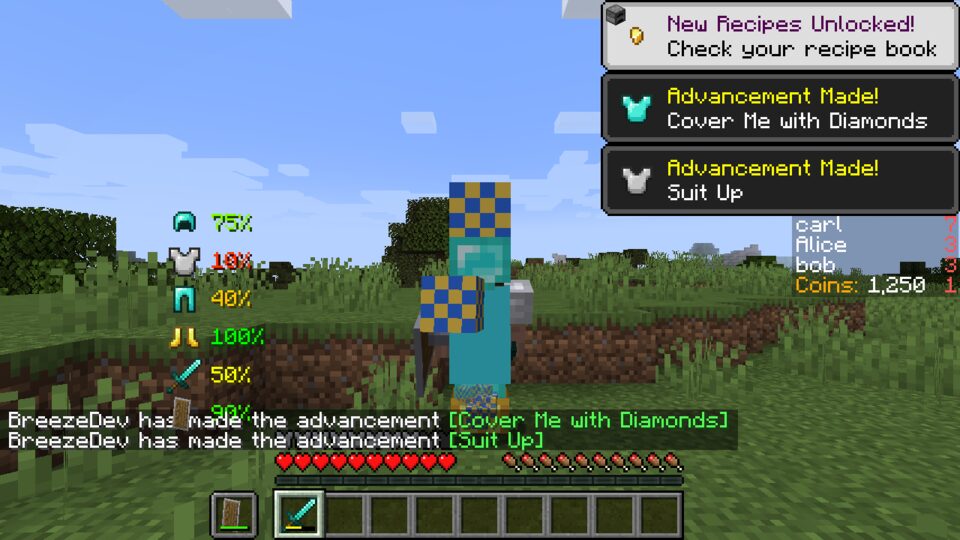 New Recipes Unlocked!
Check your recipe book
Advancement Made!
Cover Me with Diamonds
Advancement Made!
Suit Up
carl 7
Alice 3
bob 3
Coins: 1,250 1
75%
10%
40%
100%
50%
90%
BreezeDev has made the advancement [Cover Me with Diamonds]
BreezeDev has made the advancement [Suit Up]